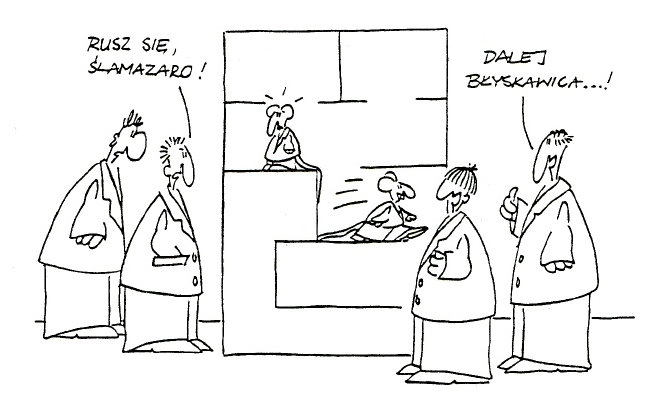 RUSZ SIĘ,
ŚLAMAZARO!
DALEJ
BŁYSKAWICA...!